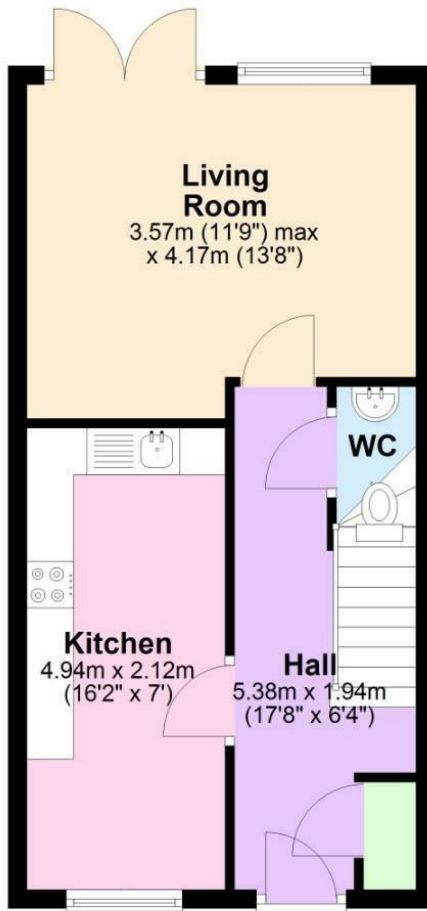 Living
Room
3.57m (11'9") max
x 4.17m (13'8")
WC
Kitchen
4.94m x 2.12m
(16'2" x 7')
Hall
5.38m x 1.94m
(17'8" x 6'4")